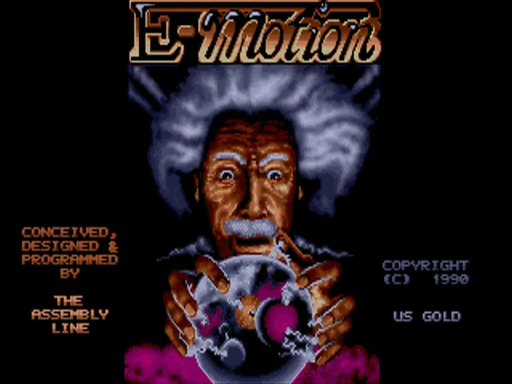 E-Motion
CONCEIVED,
DESIGNED &
PROGRAMMED
BY
THE
ASSEMBLY
LINE
COPYRIGHT
(C) 1990
US GOLD